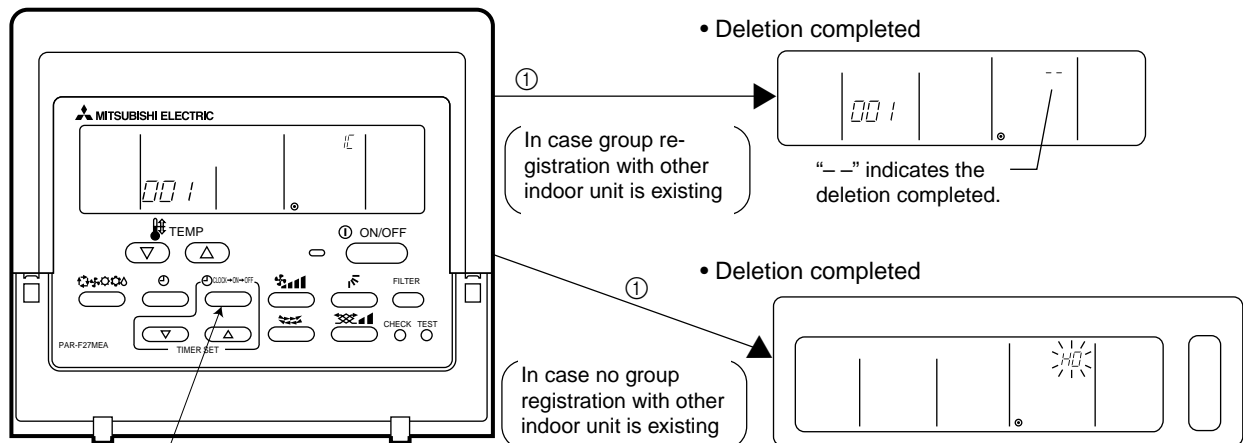 • Deletion completed
①
MITSUBISHI ELECTRIC
In case group re-
gistration with other
indoor unit is existing
001
IC
001
– –
"– –" indicates the
deletion completed.
TEMP
ON/OFF
CLOCK→ON→OFF
FILTER
CHECK TEST
PAR-F27MEA
TIMER SET
• Deletion completed
①
In case no group
registration with other
indoor unit is existing
H0